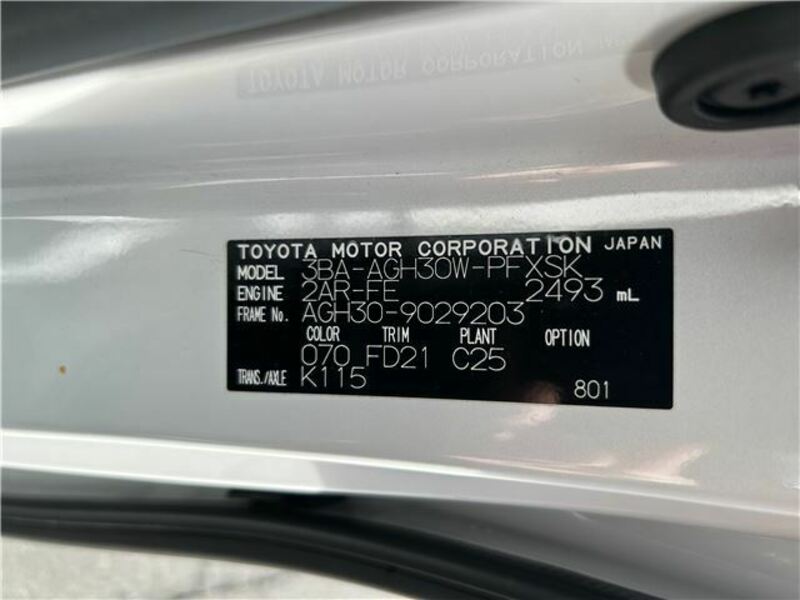 TOYOTA MOTOR CORPORATION JAPAN
MODEL 3BA-AGH30W-PFXSK
ENGINE 2AR-FE 2493 mL
FRAME No. AGH30-9029203
COLOR TRIM PLANT OPTION
070 FD21 C25
TRANS./AXLE K115
801